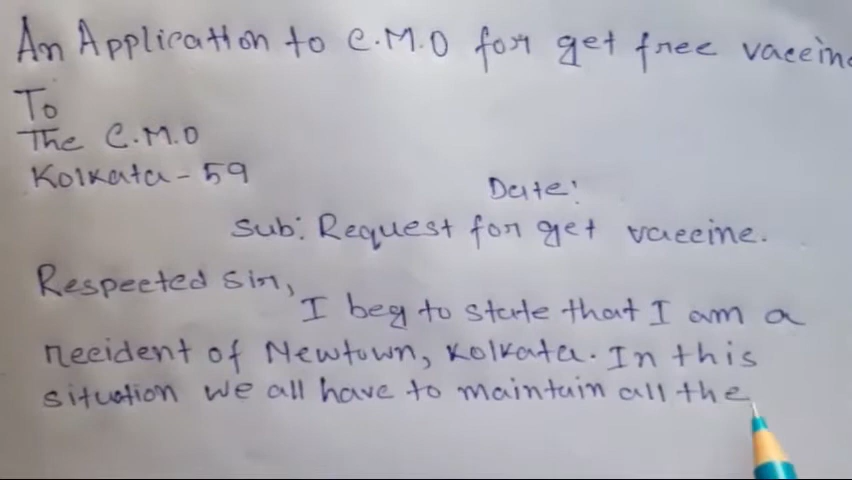 An Application to C.M.O for get free vaccine
To
The C.M.O
Kolkata - 59
Date:
Sub: Request for get vaccine.
Respected Sir,
I beg to state that I am a
recident of Newtown, Kolkata. In this
situation we all have to maintain all the